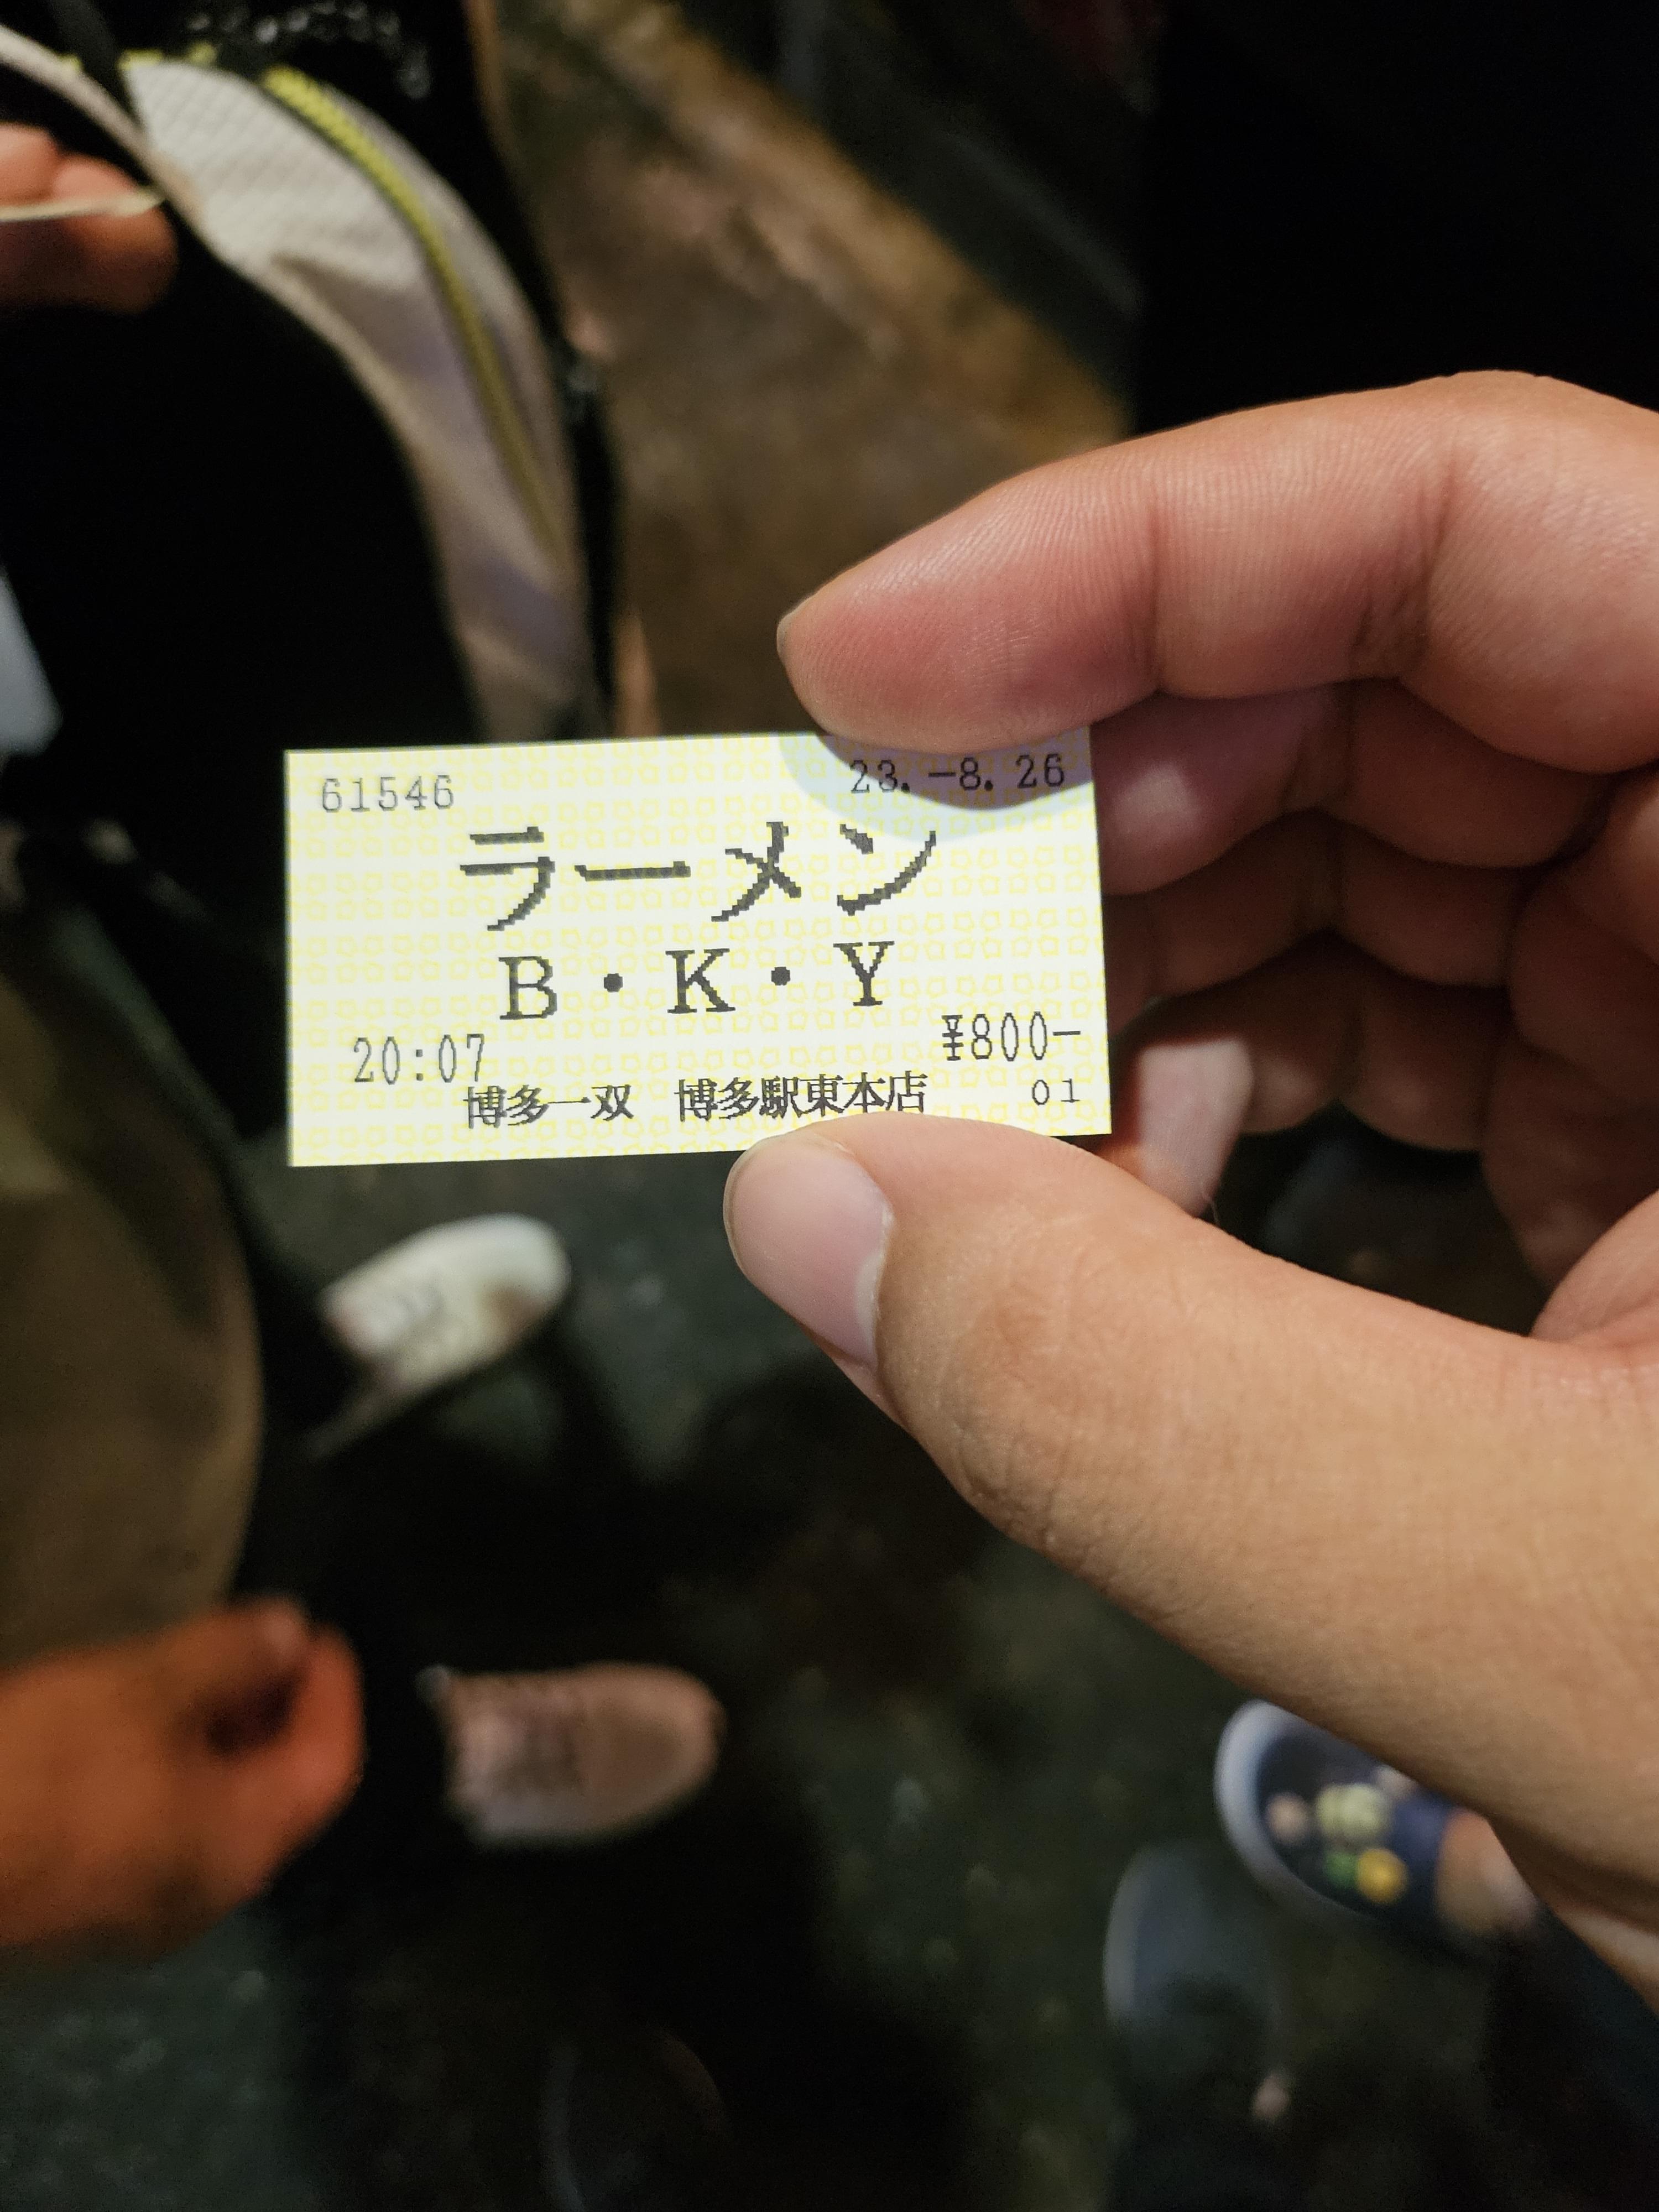 61546 23.-8.26
ラーメン
B・K・Y
20:07 ¥800-
博多一双 博多駅東本店 01